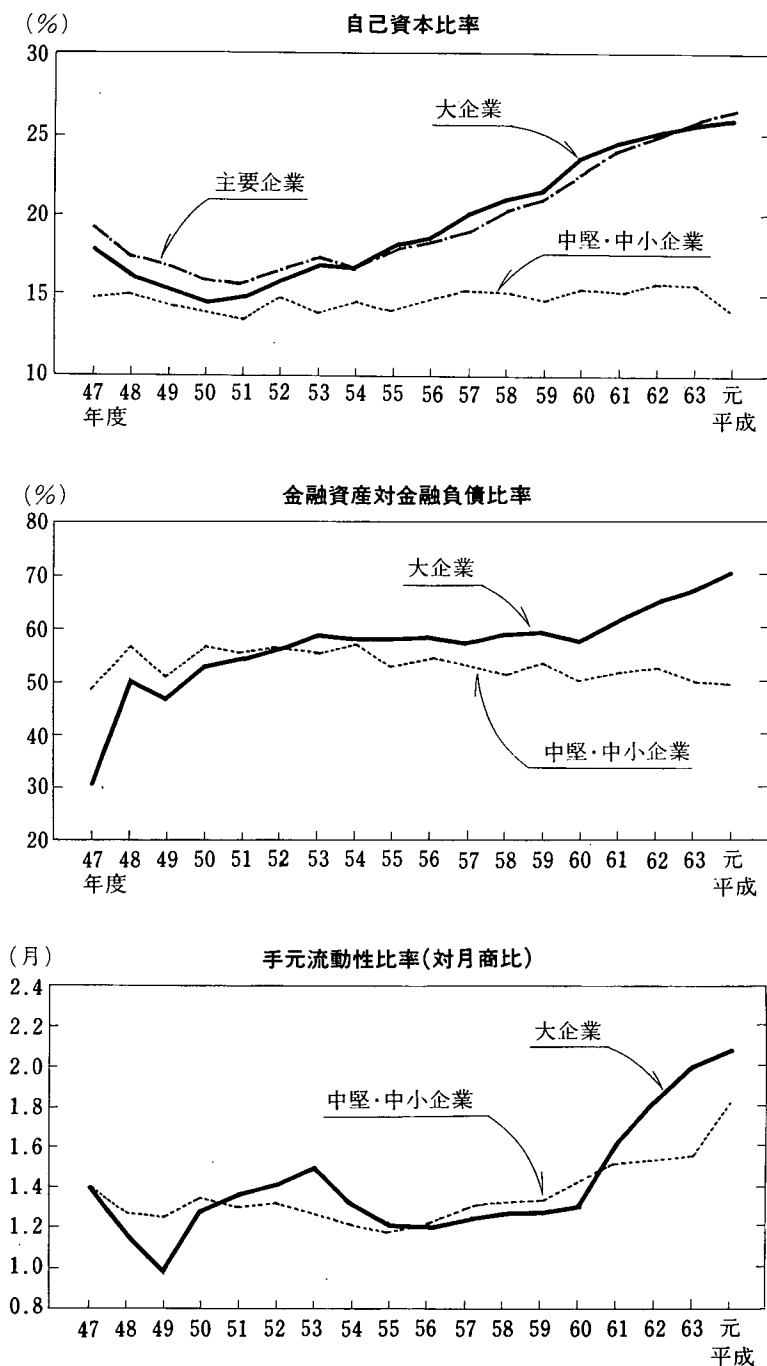 自己資本比率
(%)
30
25
20
15
10
大企業
主要企業
中堅・中小企業
47 48 49 50 51 52 53 54 55 56 57 58 59 60 61 62 63 元
年度 平成
金融資産対金融負債比率
(%)
80
70
60
50
40
30
20
大企業
中堅・中小企業
47 48 49 50 51 52 53 54 55 56 57 58 59 60 61 62 63 元
年度 平成
手元流動性比率(対月商比)
(月)
2.4
2.2
2.0
1.8
1.6
1.4
1.2
1.0
0.8
大企業
中堅・中小企業
47 48 49 50 51 52 53 54 55 56 57 58 59 60 61 62 63 元
平成